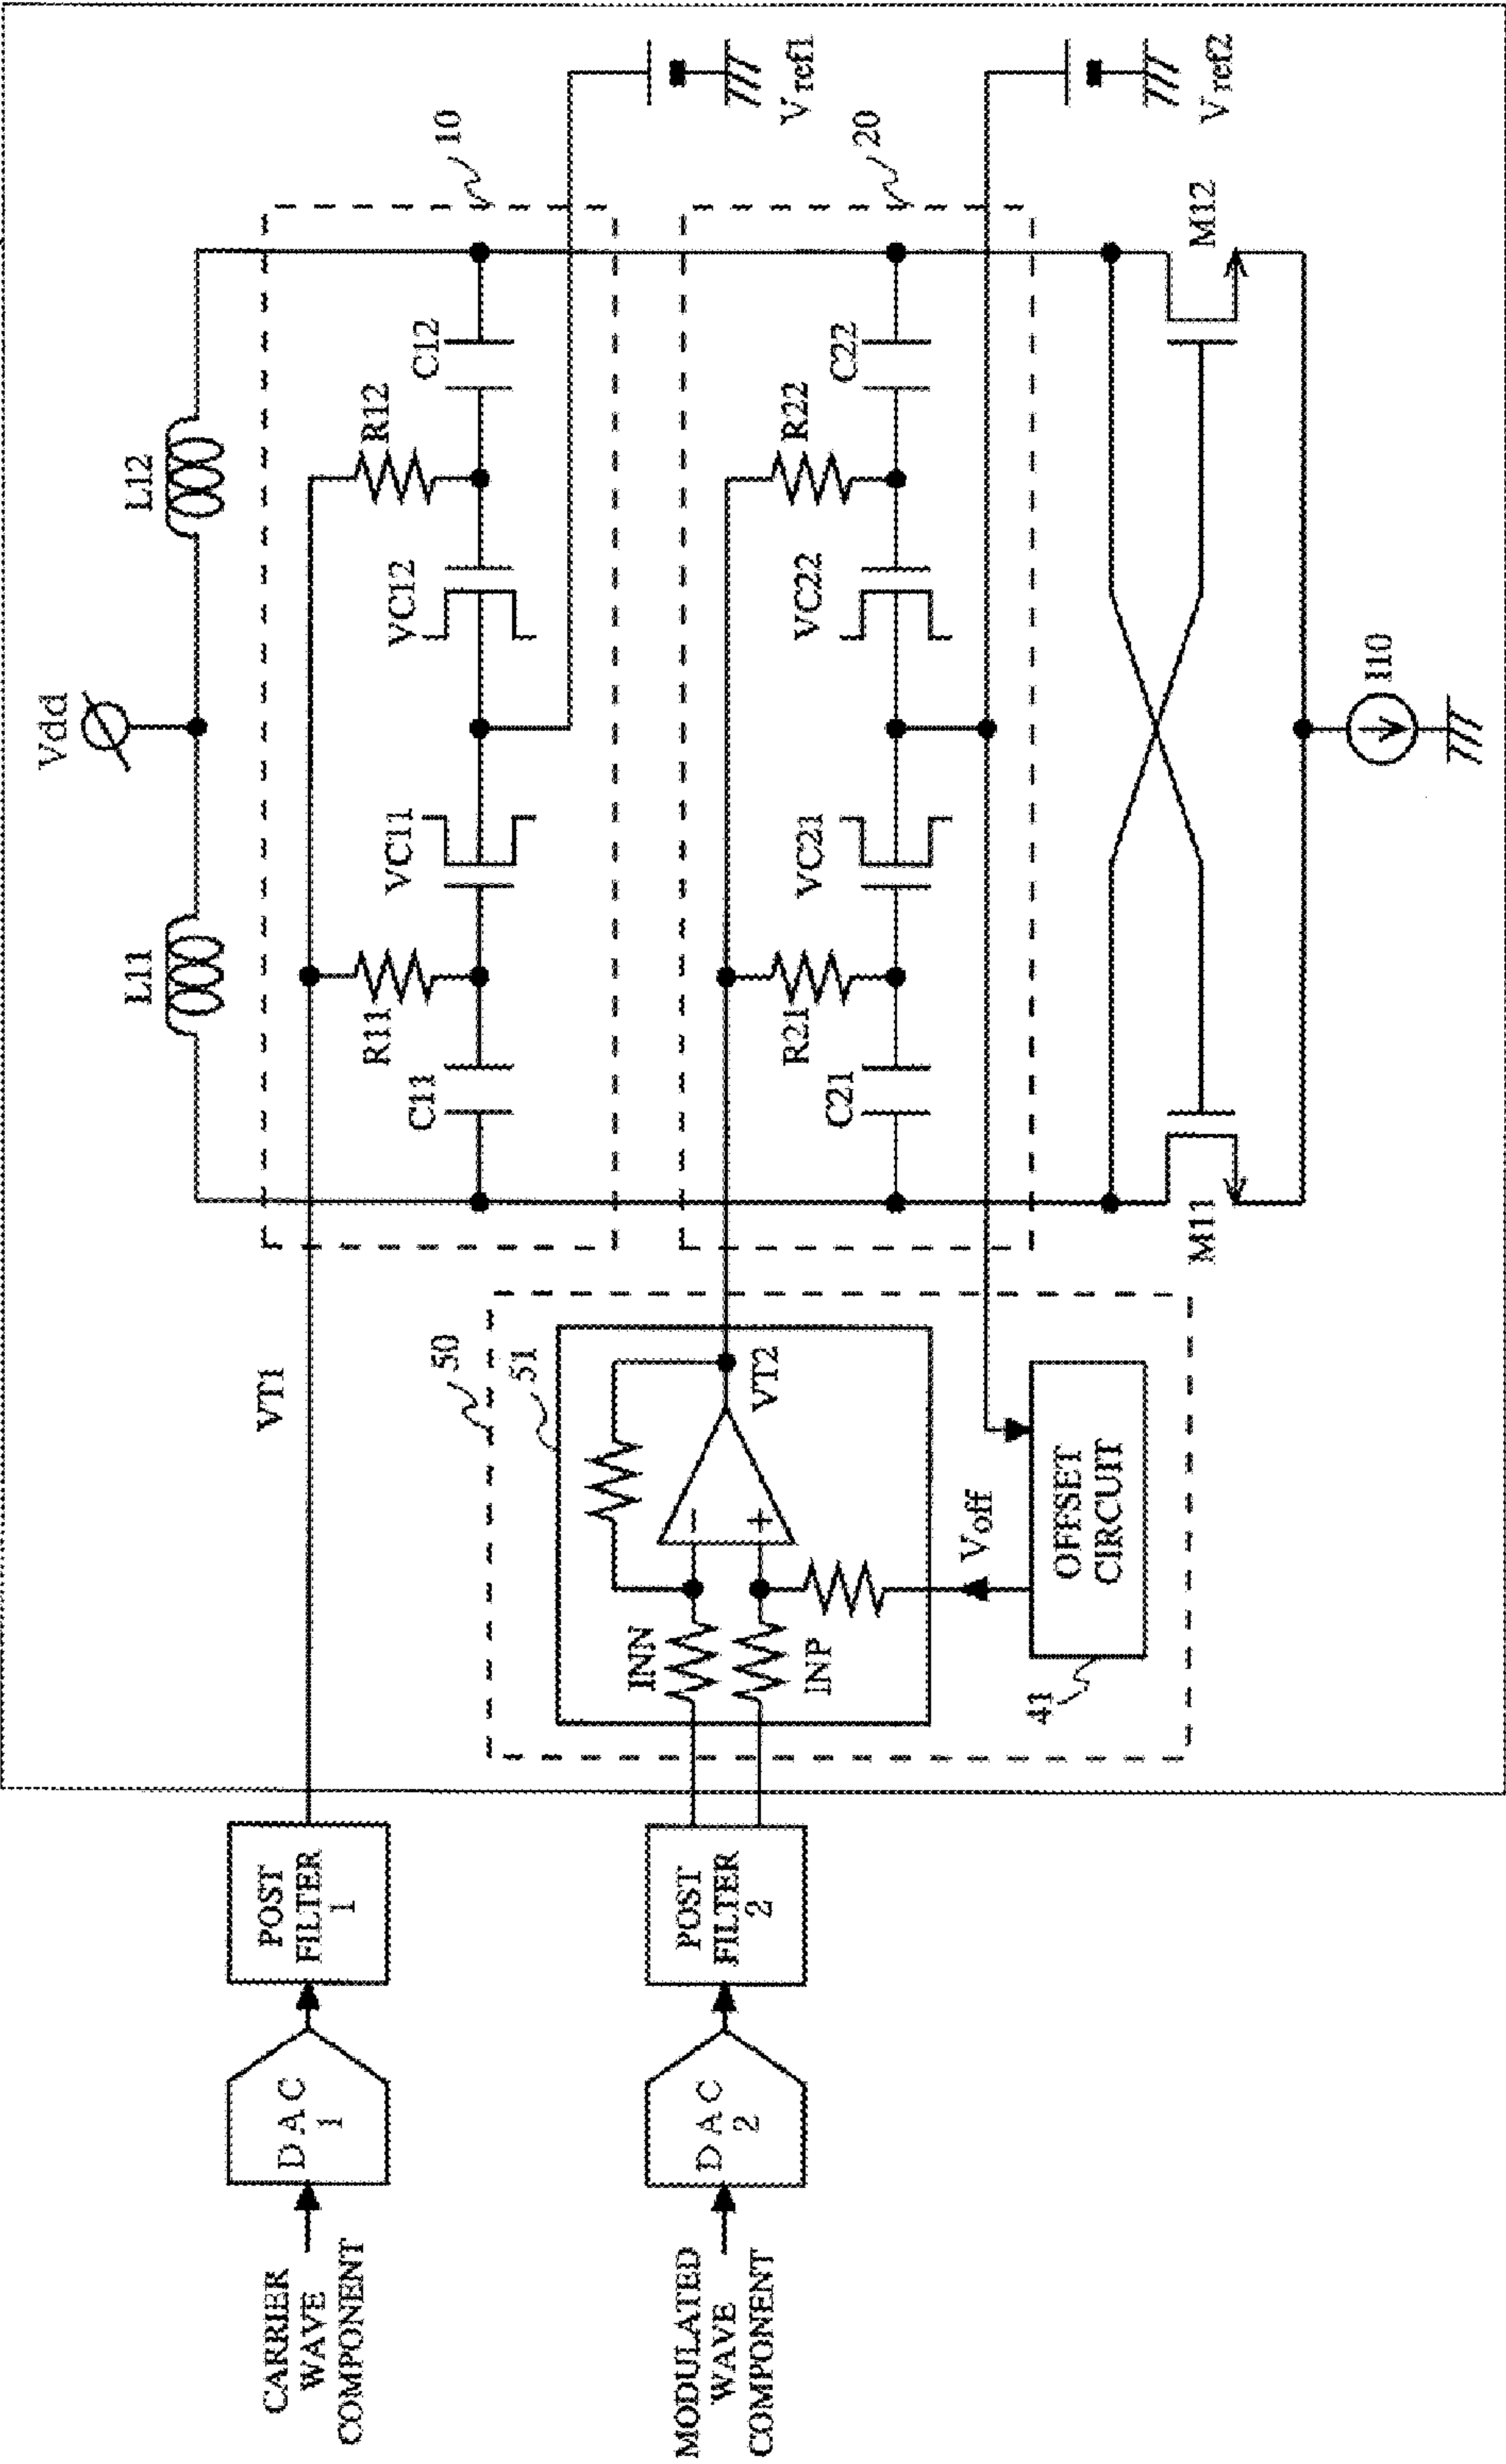 Vdd
L11
L12
10
VT1
R11
R12
C11
VC11
VC12
C12
Vref1
CARRIER
WAVE
COMPONENT
DAC
1
POST
FILTER
1
50
51
INN
INP
VT2
20
R21
R22
C21
VC21
VC22
C22
Vref2
MODULATED
WAVE
COMPONENT
DAC
2
POST
FILTER
2
−
+
Voff
41
OFFSET
CIRCUIT
M11
M12
I10